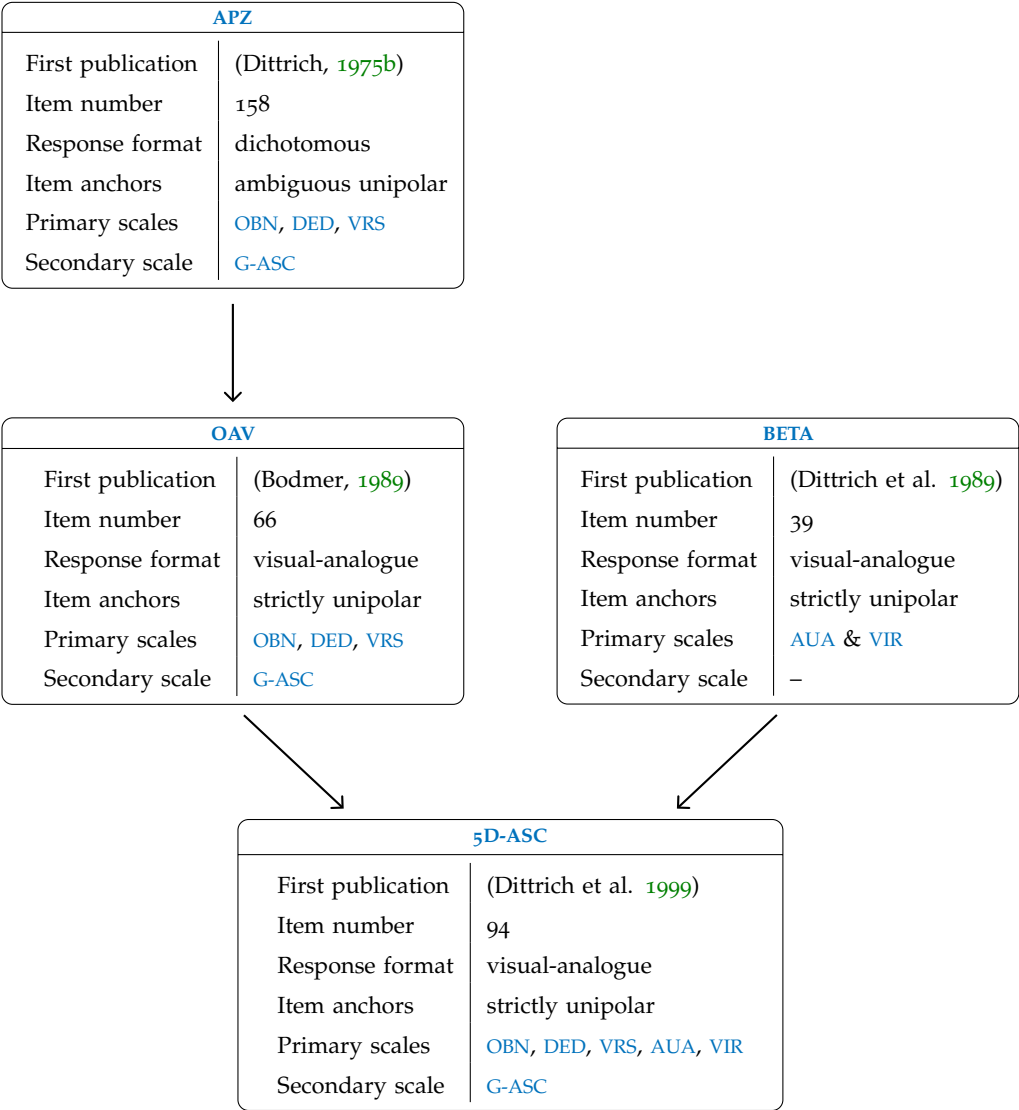 APZ
First publication (Dittrich, 1975b)
Item number 158
Response format dichotomous
Item anchors ambiguous unipolar
Primary scales OBN, DED, VRS
Secondary scale G-ASC
OAV
First publication (Bodmer, 1989)
Item number 66
Response format visual-analogue
Item anchors strictly unipolar
Primary scales OBN, DED, VRS
Secondary scale G-ASC
BETA
First publication (Dittrich et al. 1989)
Item number 39
Response format visual-analogue
Item anchors strictly unipolar
Primary scales AUA & VIR
Secondary scale –
5D-ASC
First publication (Dittrich et al. 1999)
Item number 94
Response format visual-analogue
Item anchors strictly unipolar
Primary scales OBN, DED, VRS, AUA, VIR
Secondary scale G-ASC